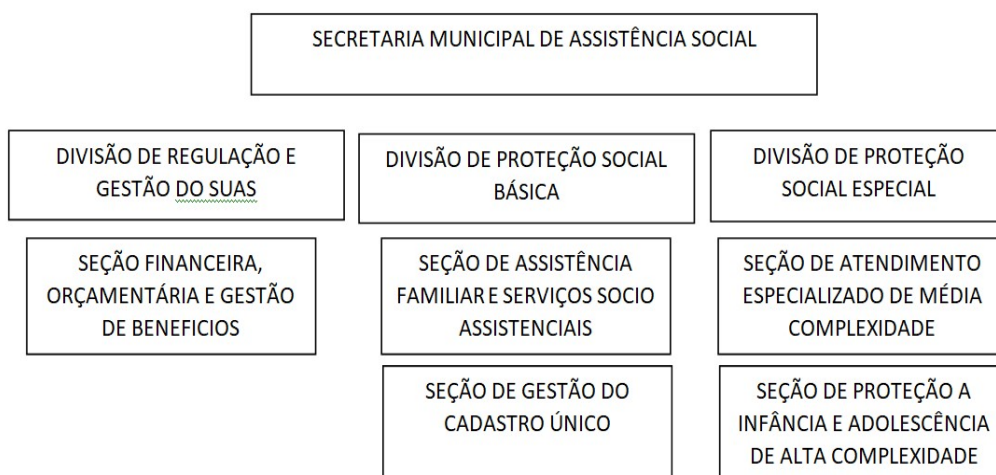 SECRETARIA MUNICIPAL DE ASSISTÊNCIA SOCIAL
DIVISÃO DE REGULAÇÃO E
GESTÃO DO SUAS
DIVISÃO DE PROTEÇÃO SOCIAL
BÁSICA
DIVISÃO DE PROTEÇÃO
SOCIAL ESPECIAL
SEÇÃO FINANCEIRA,
ORÇAMENTÁRIA E GESTÃO
DE BENEFICIOS
SEÇÃO DE ASSISTÊNCIA
FAMILIAR E SERVIÇOS SOCIO
ASSISTENCIAIS
SEÇÃO DE ATENDIMENTO
ESPECIALIZADO DE MÉDIA
COMPLEXIDADE
SEÇÃO DE GESTÃO DO
CADASTRO ÚNICO
SEÇÃO DE PROTEÇÃO A
INFÂNCIA E ADOLESCÊNCIA
DE ALTA COMPLEXIDADE